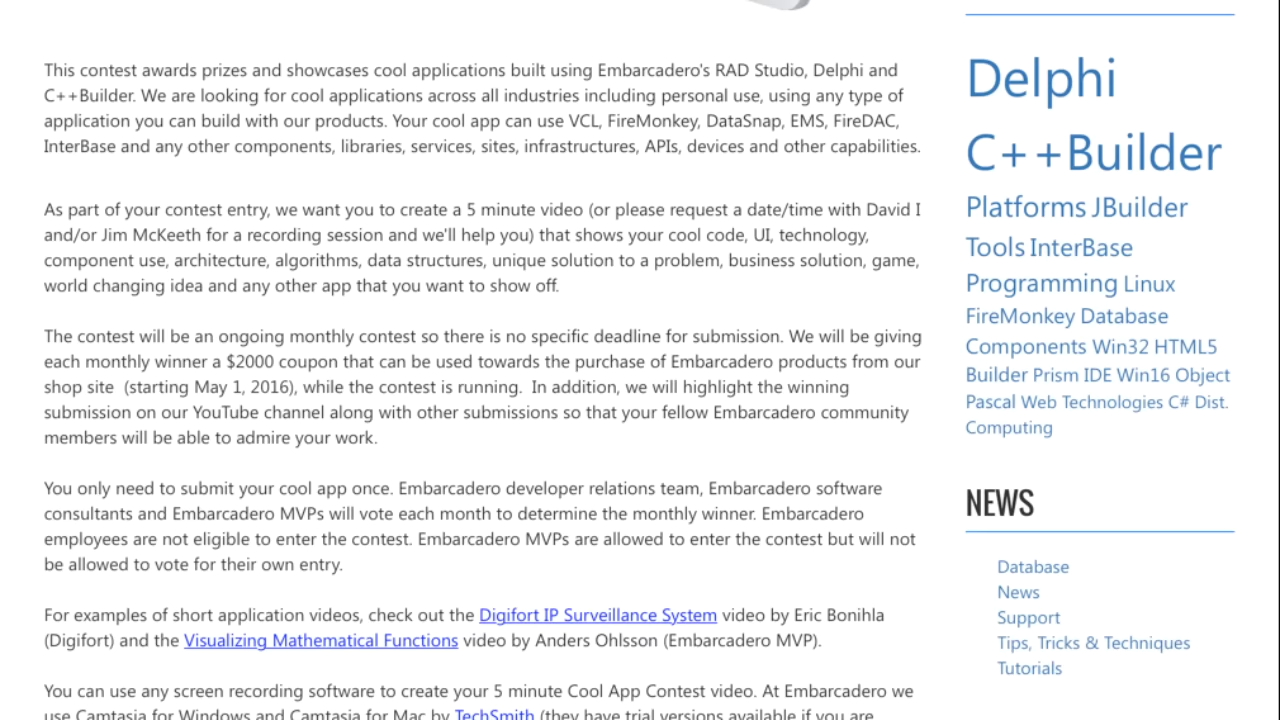 This contest awards prizes and showcases cool applications built using Embarcadero's RAD Studio, Delphi and
C++Builder. We are looking for cool applications across all industries including personal use, using any type of
application you can build with our products. Your cool app can use VCL, FireMonkey, DataSnap, EMS, FireDAC,
InterBase and any other components, libraries, services, sites, infrastructures, APIs, devices and other capabilities.
As part of your contest entry, we want you to create a 5 minute video (or please request a date/time with David I
and/or Jim McKeeth for a recording session and we'll help you) that shows your cool code, UI, technology,
component use, architecture, algorithms, data structures, unique solution to a problem, business solution, game,
world changing idea and any other app that you want to show off.
The contest will be an ongoing monthly contest so there is no specific deadline for submission. We will be giving
each monthly winner a $2000 coupon that can be used towards the purchase of Embarcadero products from our
shop site (starting May 1, 2016), while the contest is running. In addition, we will highlight the winning
submission on our YouTube channel along with other submissions so that your fellow Embarcadero community
members will be able to admire your work.
You only need to submit your cool app once. Embarcadero developer relations team, Embarcadero software
consultants and Embarcadero MVPs will vote each month to determine the monthly winner. Embarcadero
employees are not eligible to enter the contest. Embarcadero MVPs are allowed to enter the contest but will not
be allowed to vote for their own entry.
For examples of short application videos, check out the Digifort IP Surveillance System video by Eric Bonihla
(Digifort) and the Visualizing Mathematical Functions video by Anders Ohlsson (Embarcadero MVP).
You can use any screen recording software to create your 5 minute Cool App Contest video. At Embarcadero we
use Camtasia for Windows and Camtasia for Mac by TechSmith (they have trial versions available if you are
Delphi
C++Builder
Platforms JBuilder
Tools InterBase
Programming Linux
FireMonkey Database
Components Win32 HTML5
Builder Prism IDE Win16 Object
Pascal Web Technologies C# Dist.
Computing
NEWS
Database
News
Support
Tips, Tricks & Techniques
Tutorials